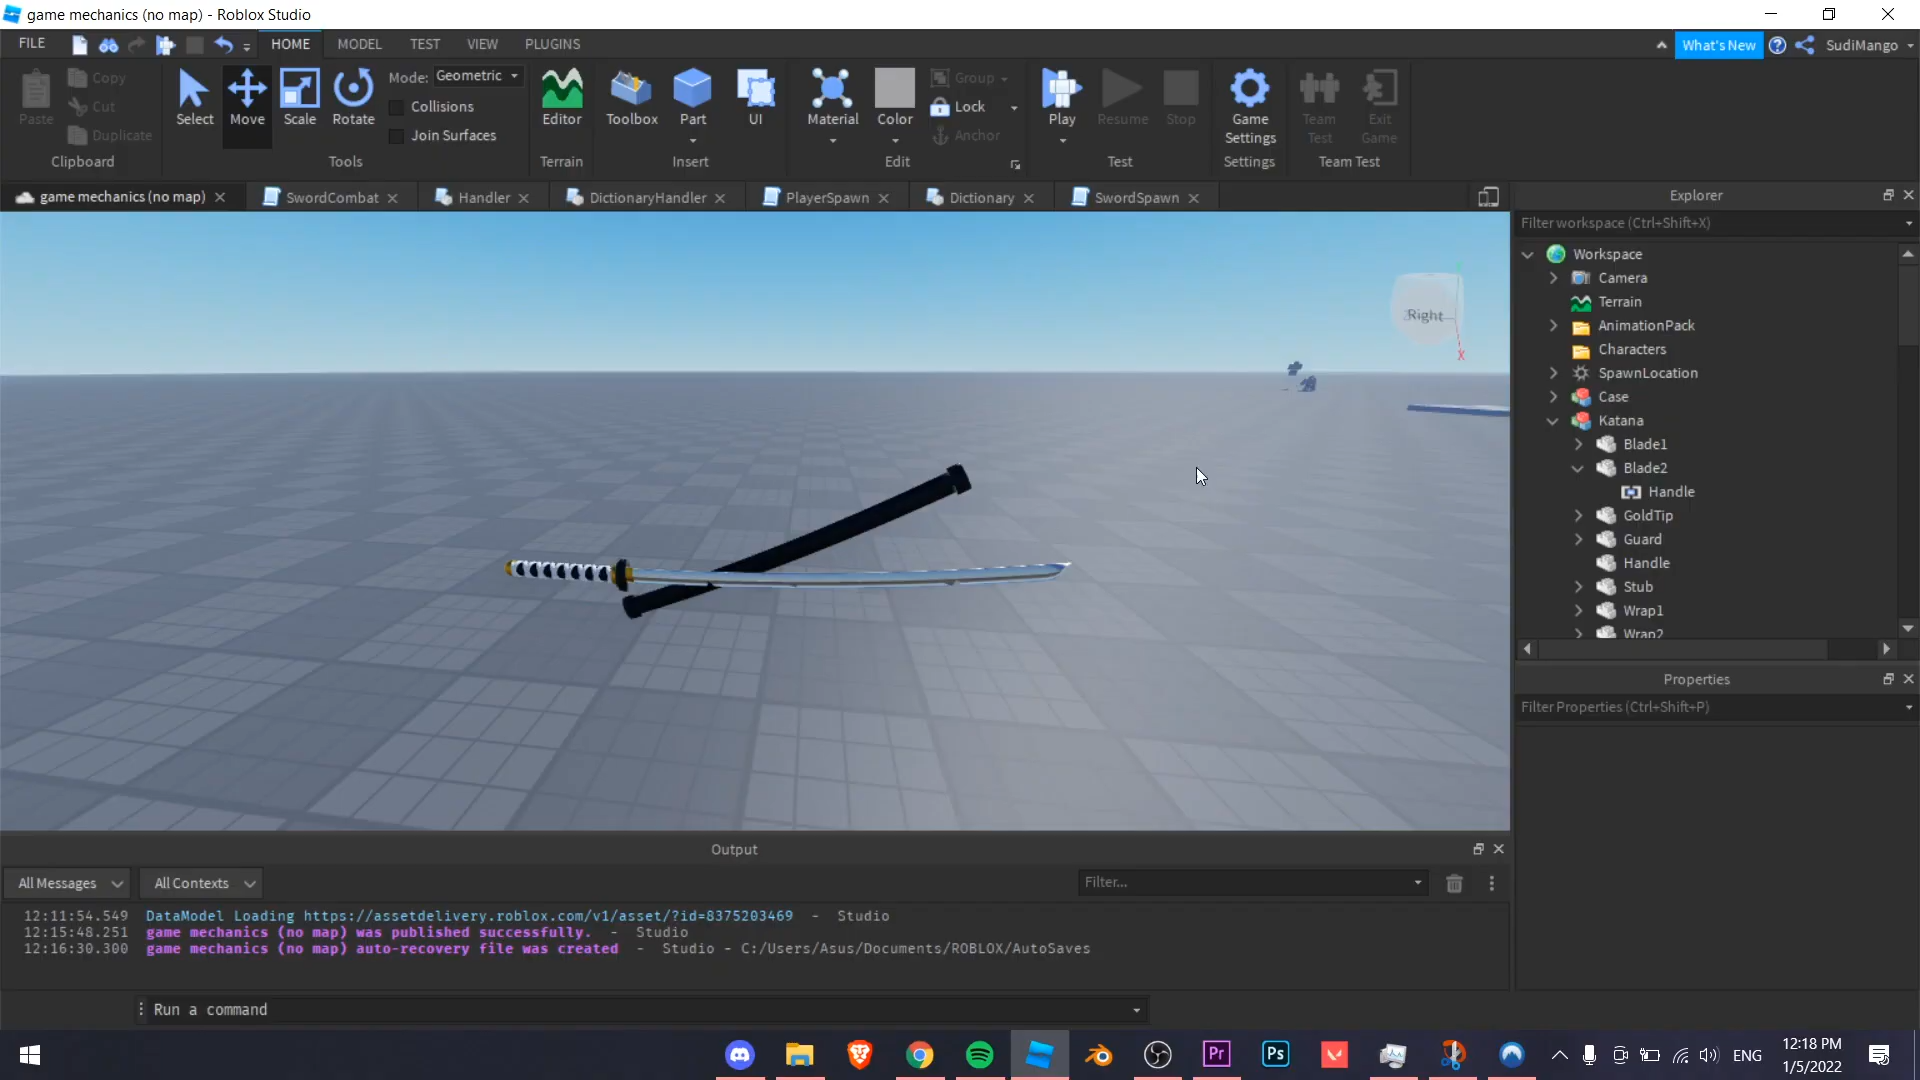 game mechanics (no map) - Roblox Studio
FILE
HOME
MODEL
TEST
VIEW
PLUGINS
What's New
SudiMango
Paste
Copy
Cut
Duplicate
Clipboard
Select
Move
Scale
Rotate
Mode: Geometric
Collisions
Join Surfaces
Tools
Editor
Terrain
Toolbox
Part
UI
Insert
Material
Color
Group
Lock
Anchor
Edit
Play
Resume
Stop
Test
Game
Settings
Settings
Team
Test
Exit
Game
Team Test
game mechanics (no map)
SwordCombat
Handler
DictionaryHandler
PlayerSpawn
Dictionary
SwordSpawn
Right
X
Explorer
Filter workspace (Ctrl+Shift+X)
Workspace
Camera
Terrain
AnimationPack
Characters
SpawnLocation
Case
Katana
Blade1
Blade2
Handle
GoldTip
Guard
Handle
Stub
Wrap1
Wrap2
Properties
Filter Properties (Ctrl+Shift+P)
Output
All Messages
All Contexts
Filter...
12:11:54.549 DataModel Loading https://assetdelivery.roblox.com/v1/asset/?id=8375203469 - Studio
12:15:48.251 game mechanics (no map) was published successfully. - Studio
12:16:30.300 game mechanics (no map) auto-recovery file was created - Studio - C:/Users/Asus/Documents/ROBLOX/AutoSaves
Run a command
Pr
Ps
ENG
12:18 PM
1/5/2022